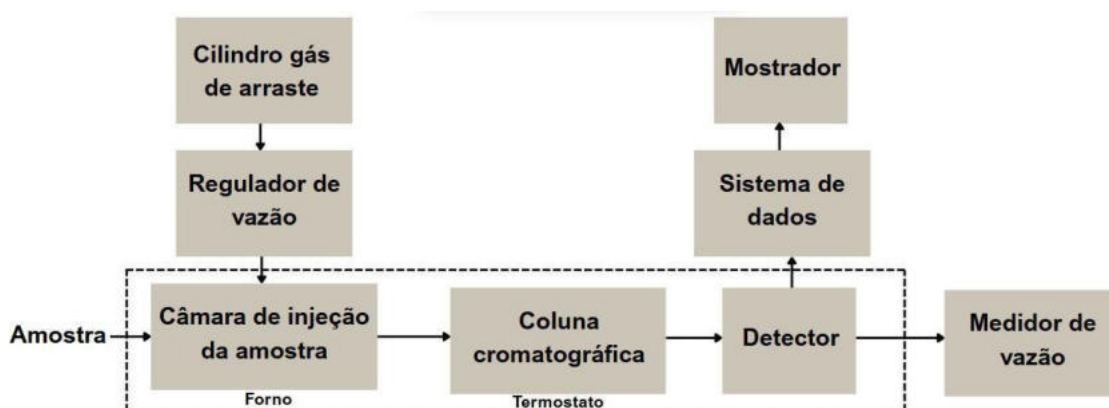 Cilindro gás
de arraste
Mostrador
Regulador de
vazão
Sistema de
dados
Amostra
Câmara de injeção
da amostra
Coluna
cromatográfica
Detector
Medidor de
vazão
Forno
Termostato